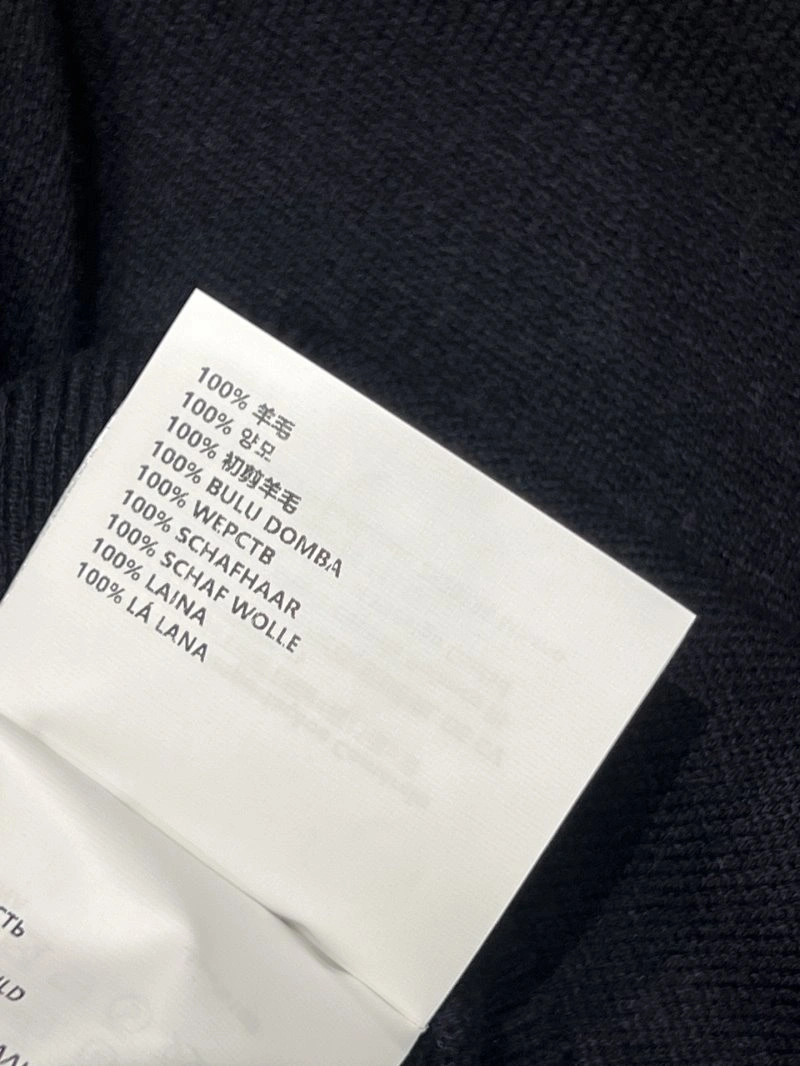 100% 羊毛
100% 양모
100% 初剪羊毛
100% BULU DOMBA
100% WEPCTB
100% SCHAFHAAR
100% SCHAF WOLLE
100% LAINA
100% LÁ LANA